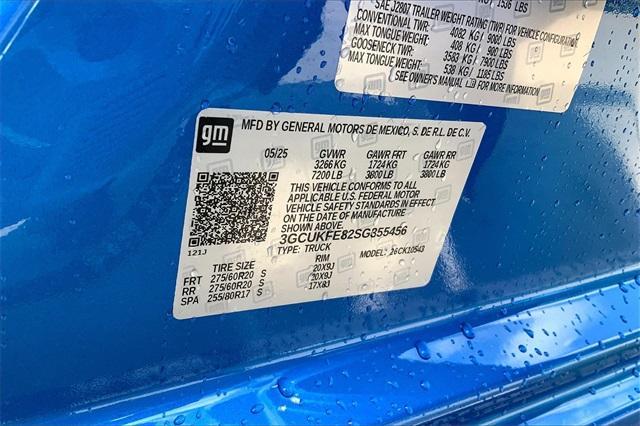 1536 LBS
SAE J2807 TRAILER WEIGHT RATING (TWR) FOR VEHICLE CONFIGURATION
CONVENTIONAL TWR: 4082 KG / 9000 LBS
MAX TONGUE WEIGHT: 408 KG / 900 LBS
GOOSENECK TWR: 3583 KG / 7900 LBS
MAX TONGUE WEIGHT: 538 KG / 1185 LBS
SEE OWNER'S MANUAL FOR MORE INFORMATION
gm
MFD BY GENERAL MOTORS DE MEXICO, S. DE R.L. DE C.V.
05/25 GVWR GAWR FRT GAWR RR
3266 KG 1724 KG 1724 KG
7200 LB 3800 LB 3800 LB
THIS VEHICLE CONFORMS TO ALL
APPLICABLE U.S. FEDERAL MOTOR
VEHICLE SAFETY STANDARDS IN EFFECT
ON THE DATE OF MANUFACTURE
SHOWN ABOVE.
3GCUKFE82SG355456
TYPE: TRUCK MODEL: 26CK10543
121J
TIRE SIZE RIM
FRT 275/60R20 S 20X9J
RR 275/60R20 S 20X9J
SPA 255/80R17 S 17X8J